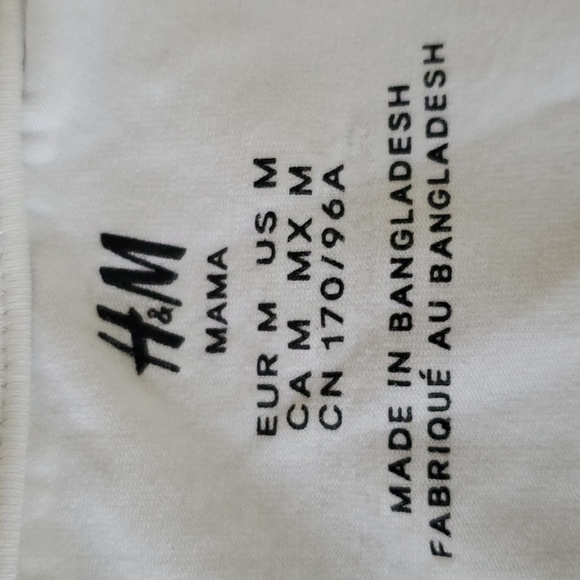 H&M
MAMA
EUR M US M
CA M MX M
CN 170/96A
MADE IN BANGLADESH
FABRIQUÉ AU BANGLADESH